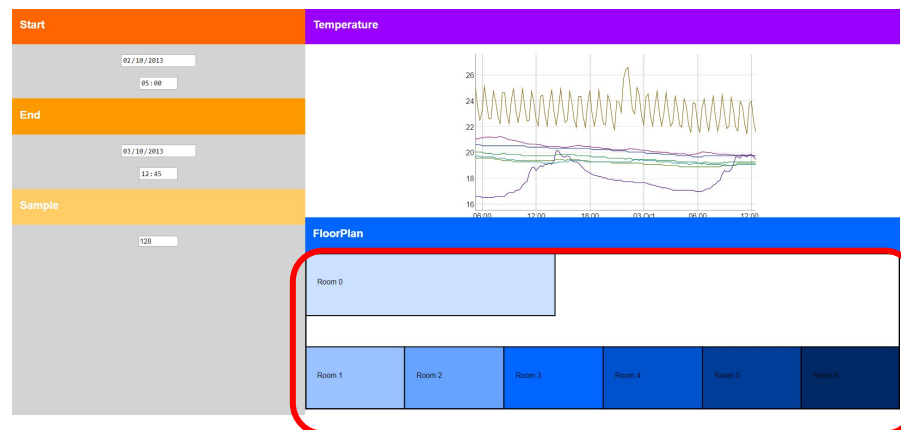 Start
02/10/2013
05:00
End
03/10/2013
12:45
Sample
128
Temperature
26
24
22
20
18
16
06:00 12:00 18:00 03 Oct 06:00 12:00
FloorPlan
Room 0
Room 1 Room 2 Room 3 Room 4 Room 5 Room 6